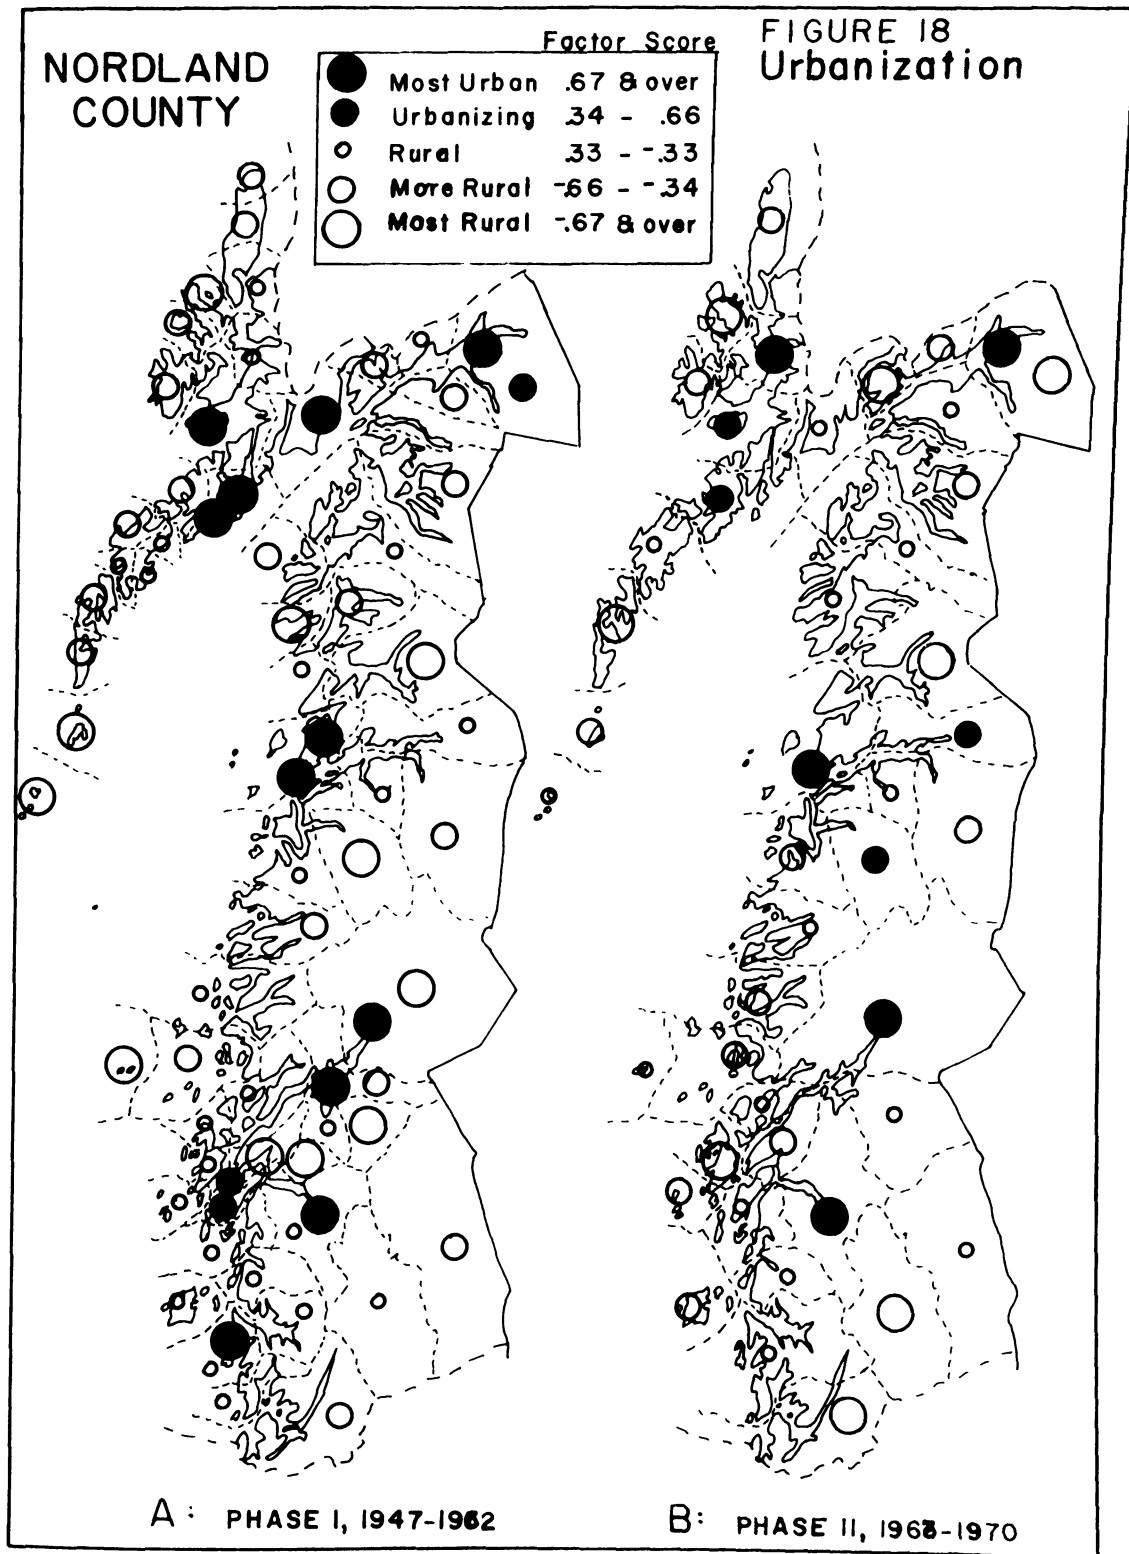 NORDLAND
COUNTY
FIGURE 18
Urbanization
Factor Score
Most Urban .67 & over
Urbanizing .34 - .66
Rural .33 - -.33
More Rural -.66 - -.34
Most Rural -.67 & over
A: PHASE I, 1947-1962
B: PHASE II, 1963-1970